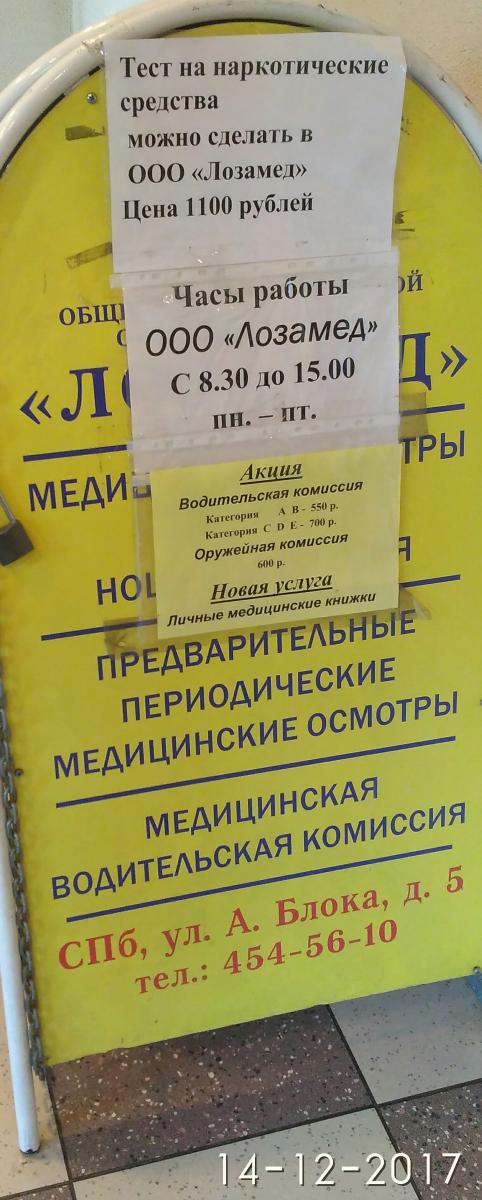 Тест на наркотические
средства
можно сделать в
ООО «Лозамед»
Цена 1100 рублей
Часы работы
ООО «Лозамед»
С 8.30 до 15.00
пн. – пт.
Акция
Водительская комиссия
Категория A B - 550 р.
Категория C D E - 700 р.
Оружейная комиссия
600 р.
Новая услуга
Личные медицинские книжки
ПРЕДВАРИТЕЛЬНЫЕ
ПЕРИОДИЧЕСКИЕ
МЕДИЦИНСКИЕ ОСМОТРЫ
МЕДИЦИНСКАЯ
ВОДИТЕЛЬСКАЯ КОМИССИЯ
СПб, ул. А. Блока, д. 5
тел.: 454-56-10
14-12-2017